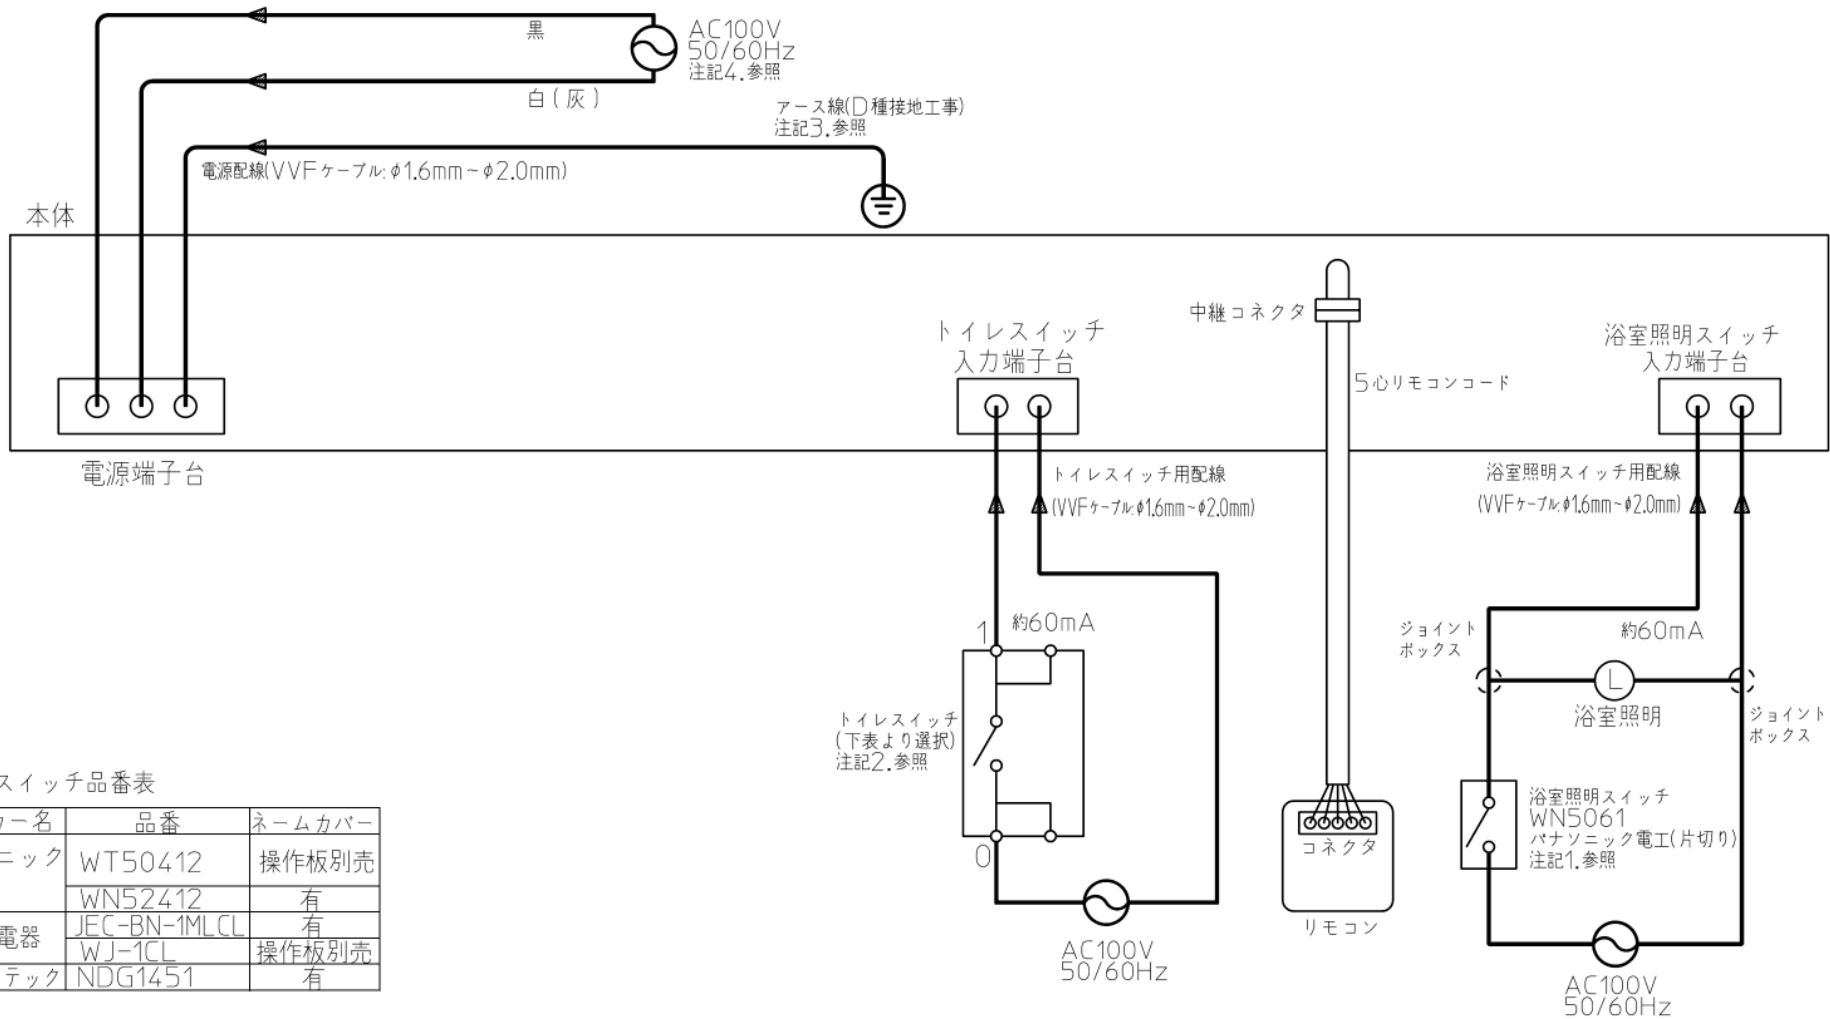 黒
AC100V
50/60Hz
注記4.参照
白(灰)
アース線(D種接地工事)
注記3.参照
電源配線(VVFケーブル:φ1.6mm~φ2.0mm)
本体
中継コネクタ
トイレスイッチ
入力端子台
浴室照明スイッチ
入力端子台
5心リモコンコード
電源端子台
トイレスイッチ用配線
(VVFケーブル:φ1.6mm~φ2.0mm)
浴室照明スイッチ用配線
(VVFケーブル:φ1.6mm~φ2.0mm)
1
約60mA
ジョイント
ボックス
約60mA
L
浴室照明
ジョイント
ボックス
トイレスイッチ
(下表より選択)
注記2.参照
0
AC100V
50/60Hz
コネクタ
リモコン
浴室照明スイッチ
WN5061
パナソニック電工(片切り)
注記1.参照
AC100V
50/60Hz
スイッチ品番表
ー名 品番 ネームカバー
ニック WT50412 操作板別売
WN52412 有
電器 JEC-BN-1MLCL 有
WJ-1CL 操作板別売
テック NDG1451 有